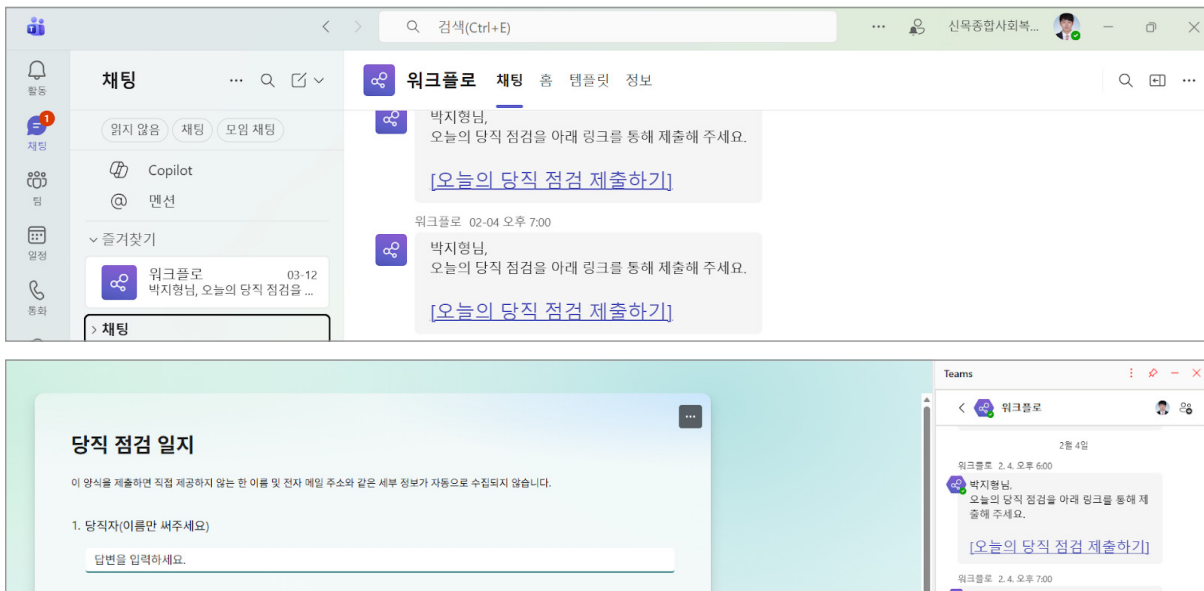 검색(Ctrl+E)
신목종합사회복...
활동
채팅
1
채팅
팀
일정
통화
읽지 않음
채팅
모임 채팅
Copilot
멘션
즐겨찾기
워크플로 03-12
박지형님, 오늘의 당직 점검을 ...
채팅
워크플로 채팅 홈 템플릿 정보
박지형님,
오늘의 당직 점검을 아래 링크를 통해 제출해 주세요.
[오늘의 당직 점검 제출하기]
워크플로 02-04 오후 7:00
박지형님,
오늘의 당직 점검을 아래 링크를 통해 제출해 주세요.
[오늘의 당직 점검 제출하기]
당직 점검 일지
이 양식을 제출하면 직접 제공하지 않는 한 이름 및 전자 메일 주소와 같은 세부 정보가 자동으로 수집되지 않습니다.
1. 당직자(이름만 써주세요)
답변을 입력하세요.
Teams
워크플로
2월 4일
워크플로 2. 4. 오후 6:00
박지형님,
오늘의 당직 점검을 아래 링크를 통해 제
출해 주세요.
[오늘의 당직 점검 제출하기]
워크플로 2. 4. 오후 7:00